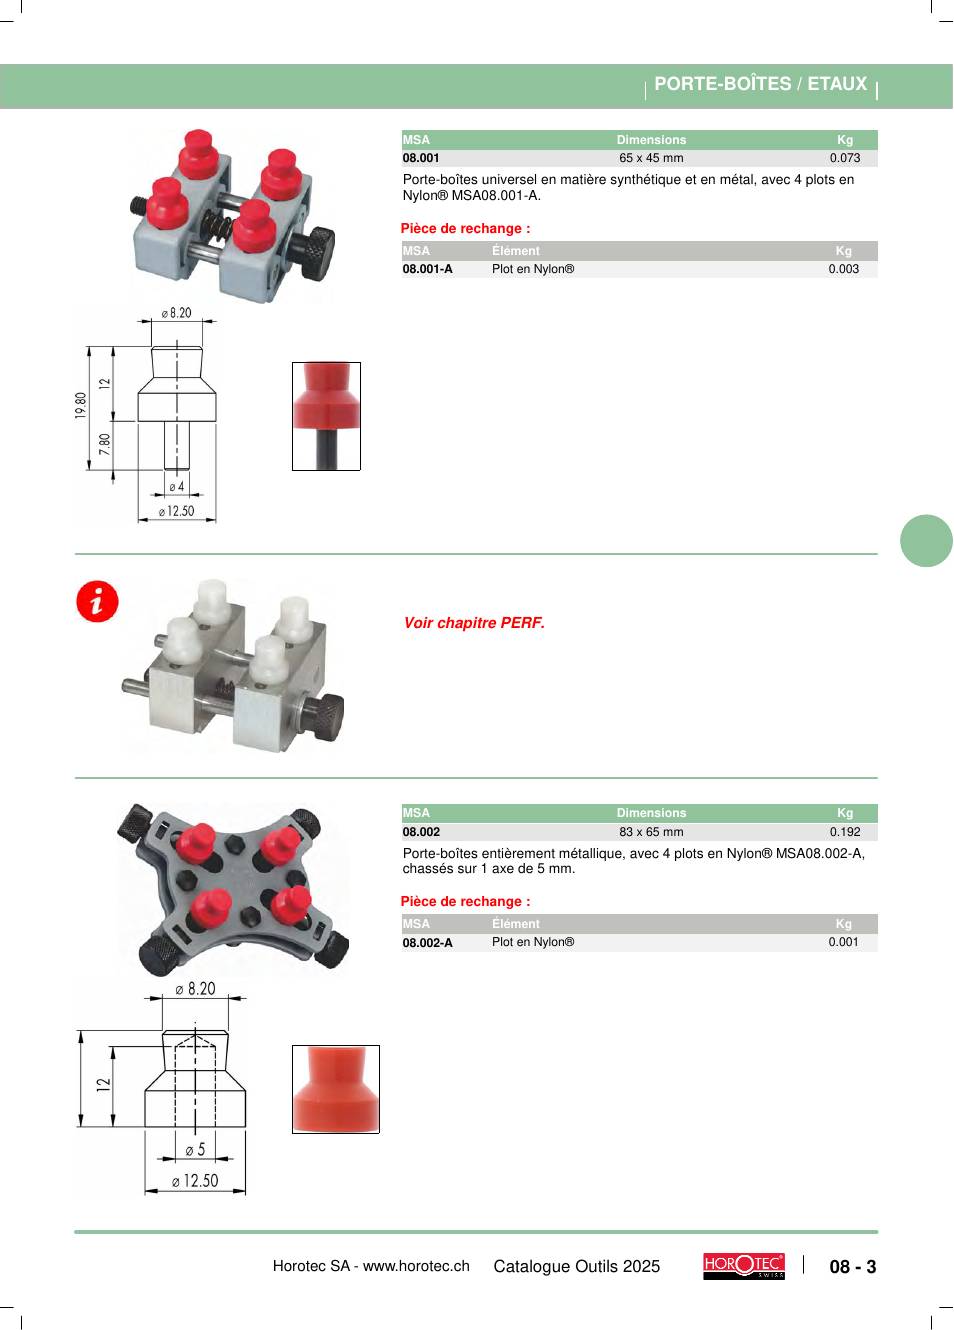 PORTE-BOÎTES / ETAUX
MSA Dimensions Kg
08.001 65 x 45 mm 0.073
Porte-boîtes universel en matière synthétique et en métal, avec 4 plots en
Nylon® MSA08.001-A.
Pièce de rechange :
MSA Élément Kg
08.001-A Plot en Nylon® 0.003
⌀ 8.20
19.80
12
7.80
⌀ 4
⌀ 12.50
i
Voir chapitre PERF.
MSA Dimensions Kg
08.002 83 x 65 mm 0.192
Porte-boîtes entièrement métallique, avec 4 plots en Nylon® MSA08.002-A,
chassés sur 1 axe de 5 mm.
Pièce de rechange :
MSA Élément Kg
08.002-A Plot en Nylon® 0.001
⌀ 8.20
12
⌀ 5
⌀ 12.50
Horotec SA - www.horotec.ch Catalogue Outils 2025 HOROTEC® SWISS 08 - 3